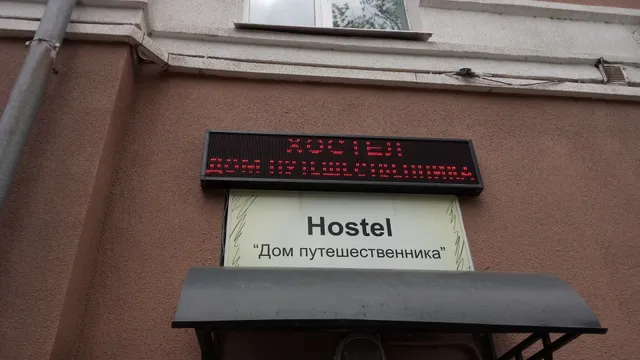 ХОСТЕЛ
ДОМ ПУТЕШЕСТВЕННИКА
Hostel
“Дом путешественника”